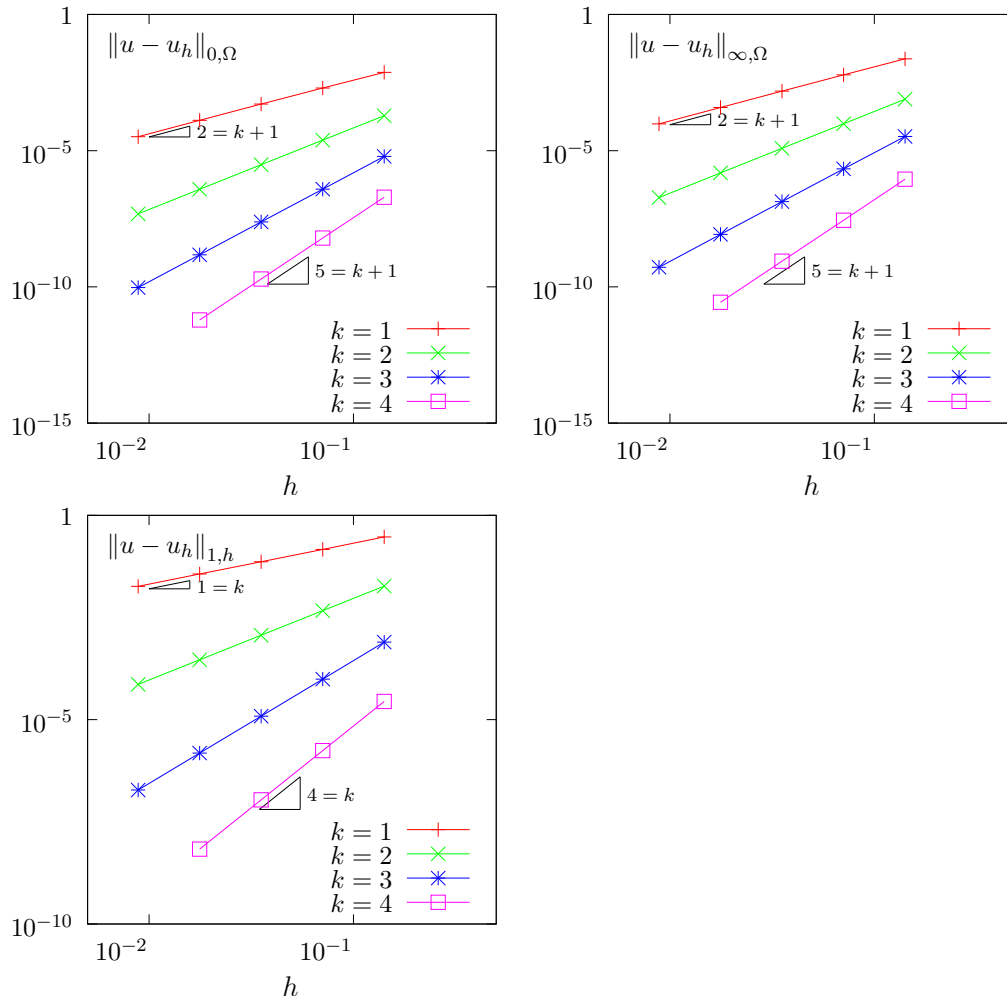 1
‖u − u_h‖_{0,Ω}
2 = k + 1
10^{−5}
10^{−10}
5 = k + 1
k = 1
k = 2
k = 3
k = 4
10^{−15}
10^{−2} 10^{−1}
h
1
‖u − u_h‖_{∞,Ω}
2 = k + 1
10^{−5}
10^{−10}
5 = k + 1
k = 1
k = 2
k = 3
k = 4
10^{−15}
10^{−2} 10^{−1}
h
1
‖u − u_h‖_{1,h}
1 = k
10^{−5}
4 = k
k = 1
k = 2
k = 3
k = 4
10^{−10}
10^{−2} 10^{−1}
h